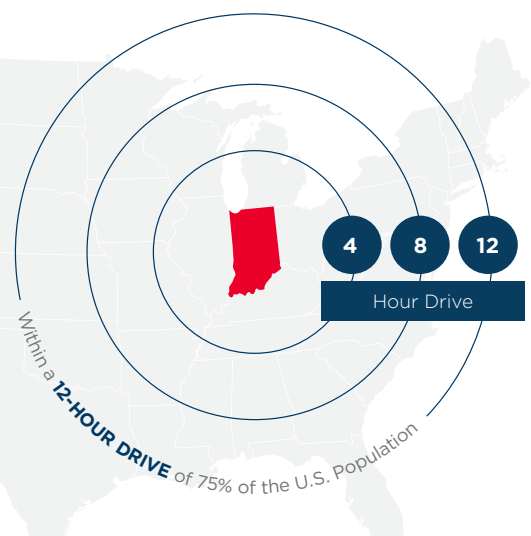 4
8
12
Hour Drive
Within a 12-HOUR DRIVE of 75% of the U.S. Population